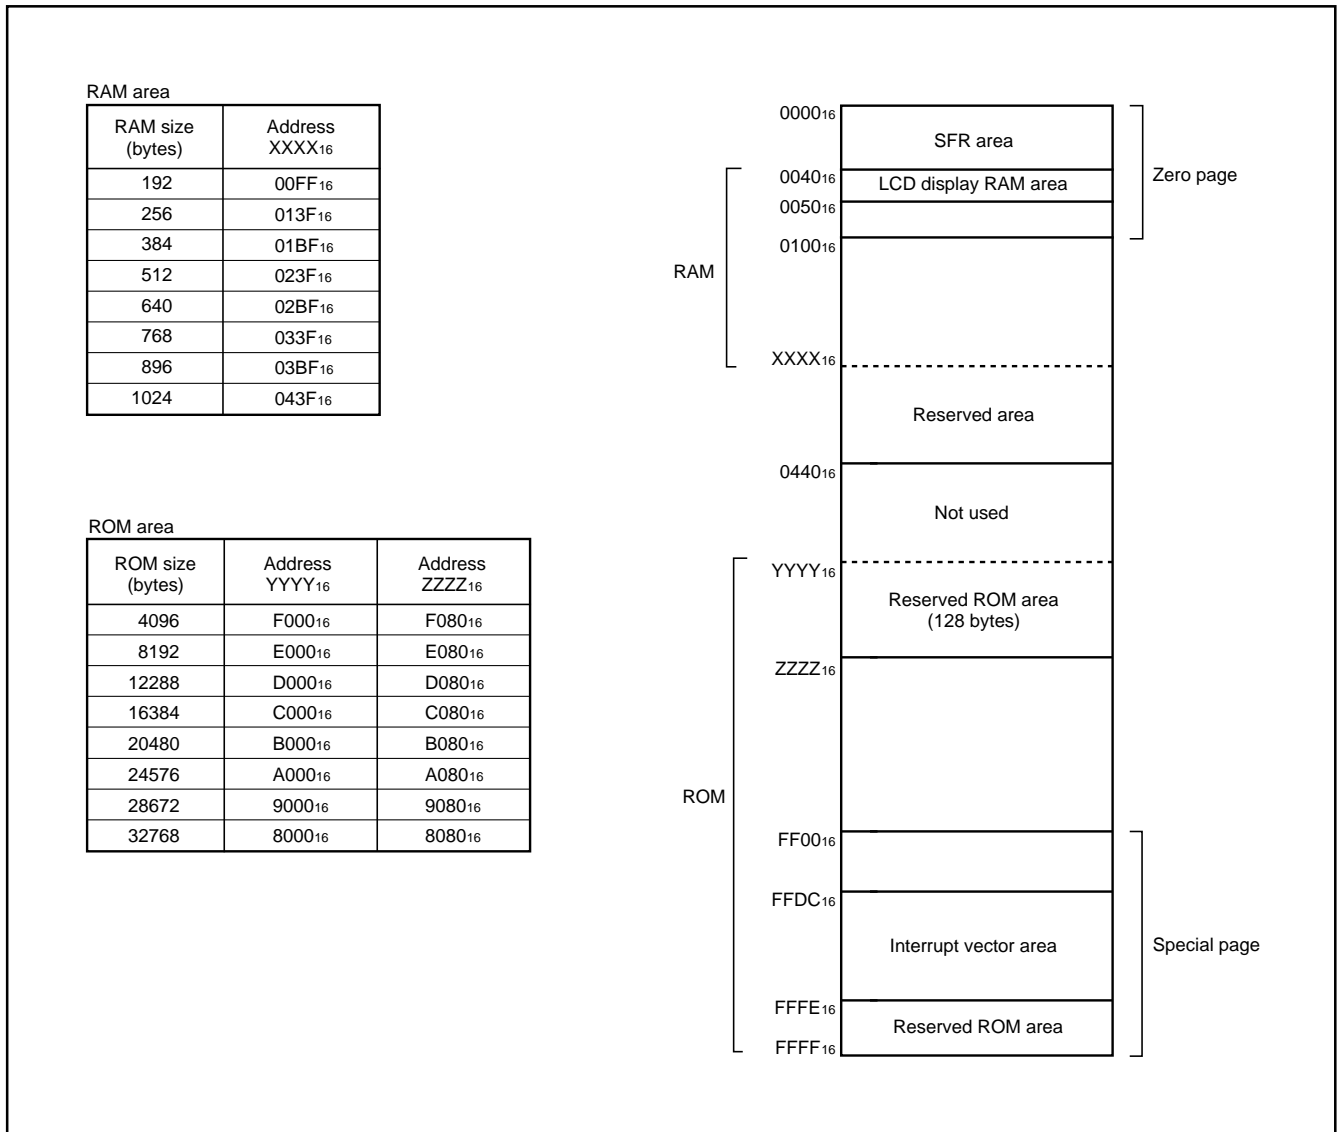 RAM area
RAM size (bytes) Address XXXX16
192 00FF16
256 013F16
384 01BF16
512 023F16
640 02BF16
768 033F16
896 03BF16
1024 043F16
ROM area
ROM size (bytes) Address YYYY16 Address ZZZZ16
4096 F00016 F08016
8192 E00016 E08016
12288 D00016 D08016
16384 C00016 C08016
20480 B00016 B08016
24576 A00016 A08016
28672 900016 908016
32768 800016 808016
000016
SFR area
Zero page
004016
LCD display RAM area
005016
010016
RAM
XXXX16
Reserved area
044016
Not used
YYYY16
Reserved ROM area
(128 bytes)
ZZZZ16
ROM
FF0016
FFDC16
Interrupt vector area
Special page
FFFE16
Reserved ROM area
FFFF16